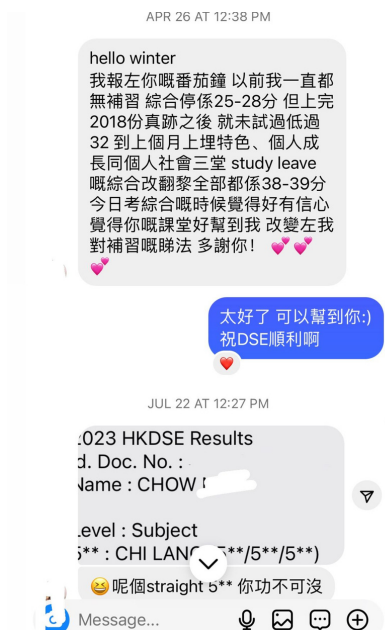 APR 26 AT 12:38 PM
hello winter
我報左你嘅番茄鐘 以前我一直都
無補習 綜合停係25-28分 但上完
2018份真跡之後 就未試過低過
32 到上個月上埋特色、個人成
長同個人社會三堂 study leave
嘅綜合改翻黎全部都係38-39分
今日考綜合嘅時候覺得好有信心
覺得你嘅課堂好幫到我 改變左我
對補習嘅睇法 多謝你！ 💕 💕
💕
太好了 可以幫到你:)
祝DSE順利啊
❤️
JUL 22 AT 12:27 PM
2023 HKDSE Results
d. Doc. No. :
Name : CHOW
Level : Subject
5** : CHI LANG 5**/5**/5**)
😆呢個straight 5** 你功不可沒
Message...